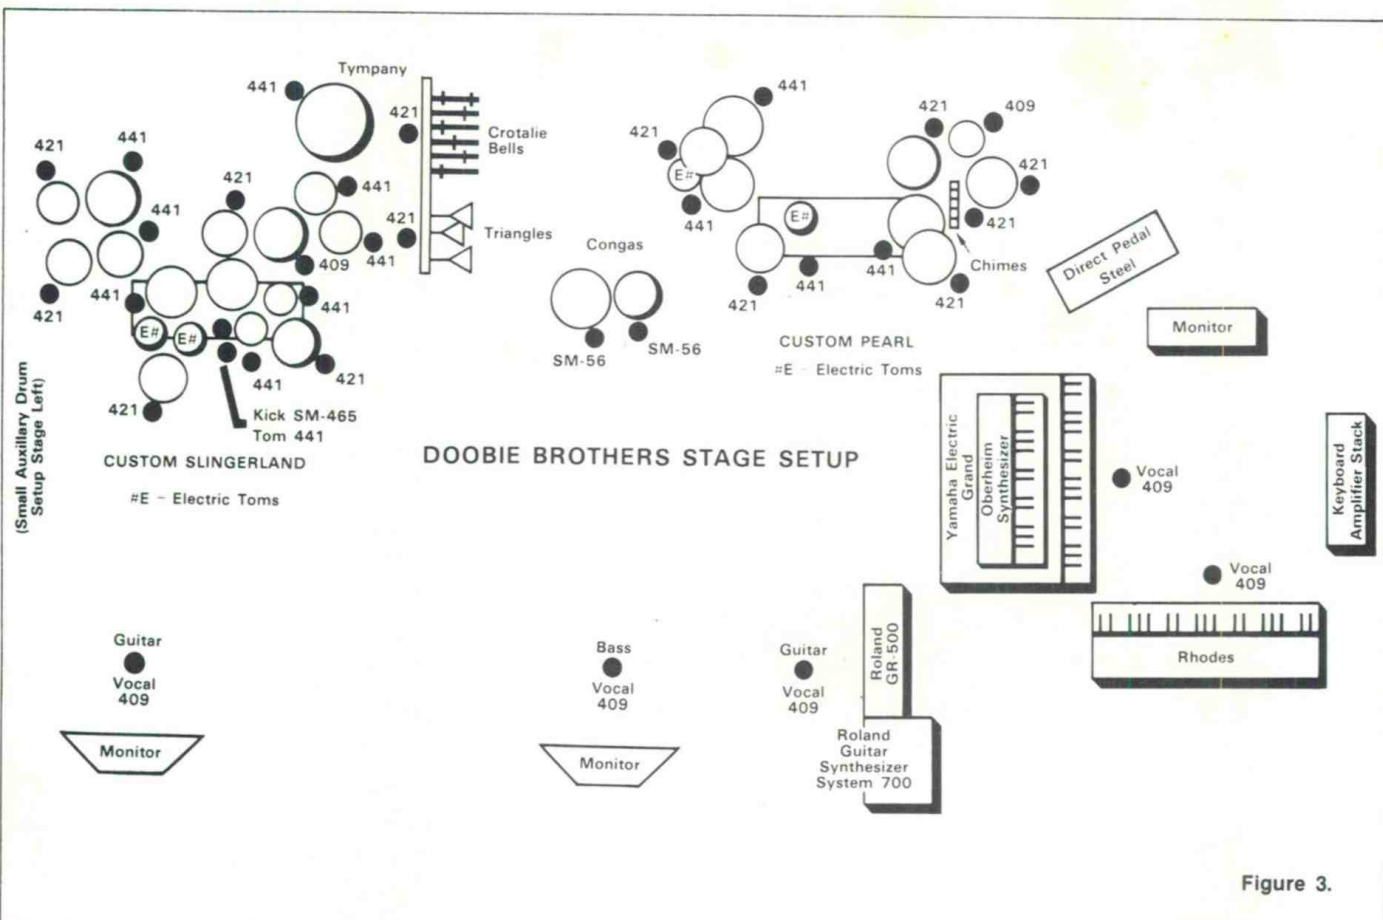 Tympany
441
421
Crotalie
Bells
421
Triangles
421
441
441
421
441
441
409
441
421
441
E#
E#
441
421
421
Kick SM-465
Tom 441
CUSTOM SLINGERLAND
#E - Electric Toms
(Small Auxillary Drum
Setup Stage Left)
Congas
SM-56
SM-56
441
421
E#
441
E#
421
409
421
421
Chimes
441
441
421
421
CUSTOM PEARL
#E - Electric Toms
Direct Pedal
Steel
Monitor
DOOBIE BROTHERS STAGE SETUP
Yamaha Electric
Grand
Oberheim
Synthesizer
Vocal
409
Keyboard
Amplifier Stack
Vocal
409
Rhodes
Guitar
Vocal
409
Monitor
Bass
Vocal
409
Monitor
Guitar
Vocal
409
Roland
GR-500
Roland
Guitar
Synthesizer
System 700
Figure 3.